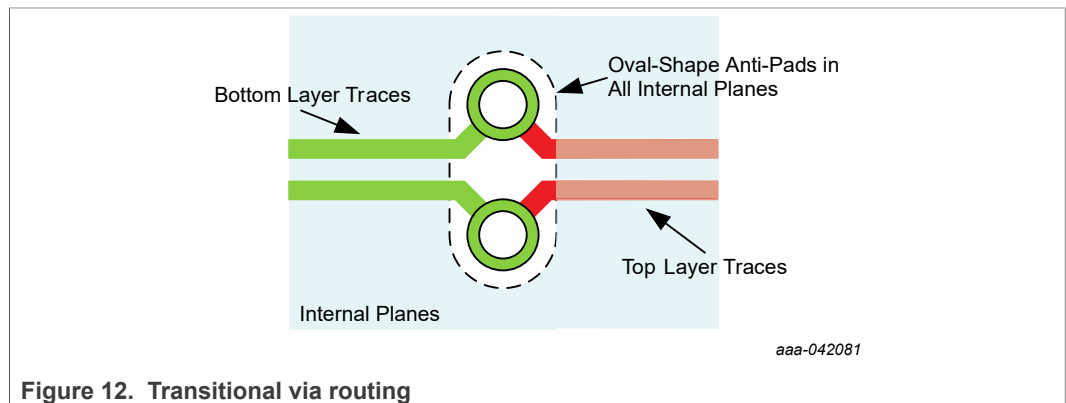 Oval-Shape Anti-Pads in
All Internal Planes
Bottom Layer Traces
Top Layer Traces
Internal Planes
aaa-042081
Figure 12. Transitional via routing